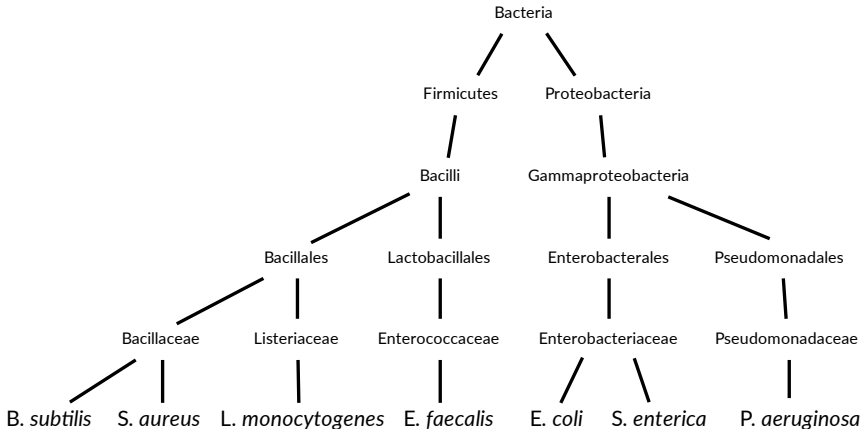 Bacteria
Firmicutes Proteobacteria
Bacilli Gammaproteobacteria
Bacillales Lactobacillales Enterobacterales Pseudomonadales
Bacillaceae Listeriaceae Enterococcaceae Enterobacteriaceae Pseudomonadaceae
B. subtilis S. aureus L. monocytogenes E. faecalis E. coli S. enterica P. aeruginosa